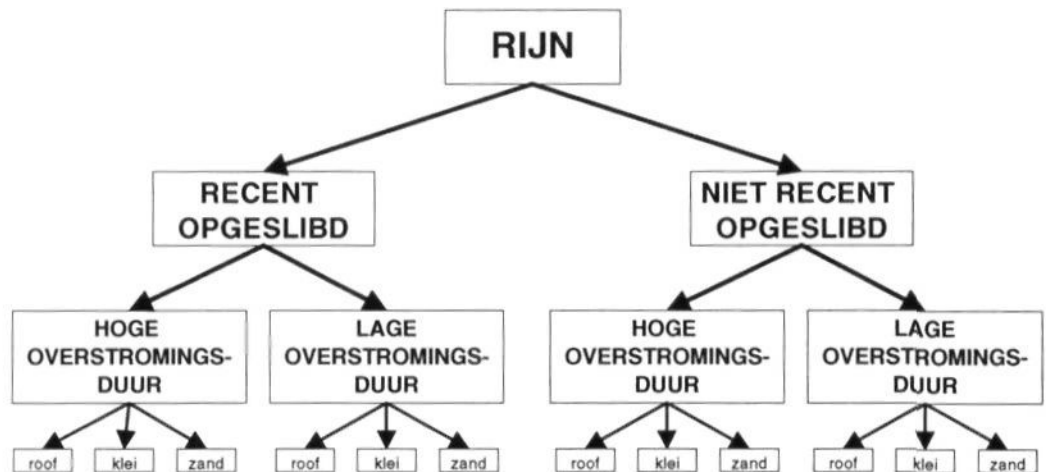 RIJN
RECENT
OPGESLIBD
NIET RECENT
OPGESLIBD
HOGE
OVERSTROMINGS-
DUUR
LAGE
OVERSTROMINGS-
DUUR
HOGE
OVERSTROMINGS-
DUUR
LAGE
OVERSTROMINGS-
DUUR
roof
klei
zand
roof
klei
zand
roof
klei
zand
roof
klei
zand